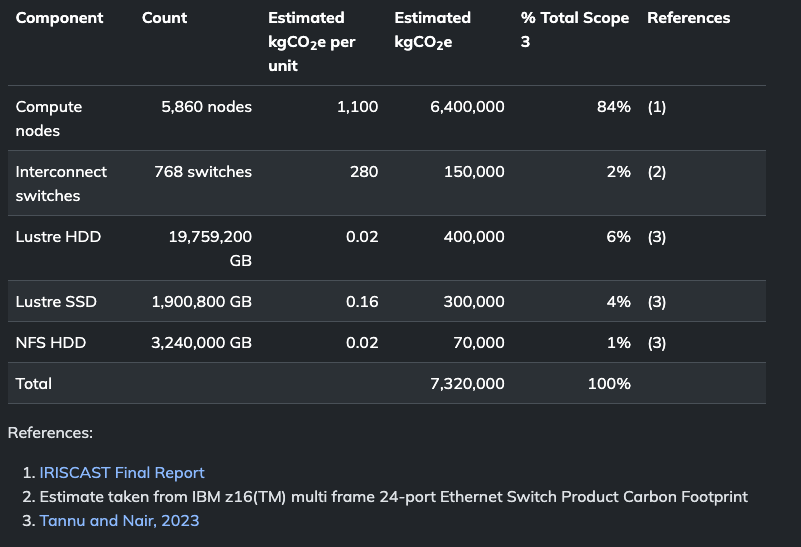 Component Count Estimated kgCO₂e per unit Estimated kgCO₂e % Total Scope 3 References
Compute nodes 5,860 nodes 1,100 6,400,000 84% (1)
Interconnect switches 768 switches 280 150,000 2% (2)
Lustre HDD 19,759,200 GB 0.02 400,000 6% (3)
Lustre SSD 1,900,800 GB 0.16 300,000 4% (3)
NFS HDD 3,240,000 GB 0.02 70,000 1% (3)
Total 7,320,000 100%
References:
1. IRISCAST Final Report
2. Estimate taken from IBM z16(TM) multi frame 24-port Ethernet Switch Product Carbon Footprint
3. Tannu and Nair, 2023